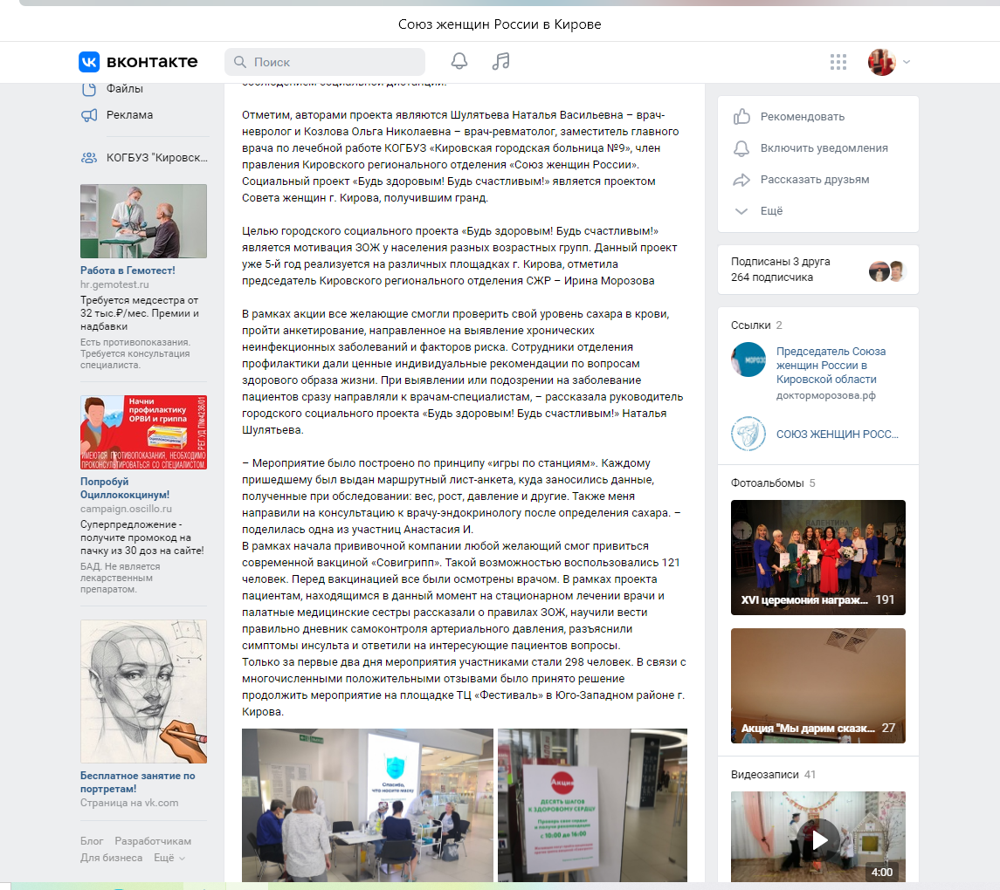 Союз женщин России в Кирове
вконтакте
Поиск
Файлы
Реклама
КОГБУЗ "Кировск...
Работа в Гемотест!
hr.gemotest.ru
Требуется медсестра от
32 тыс.₽/мес. Премии и
надбавки
Есть противопоказания.
Требуется консультация
специалиста.
Начни
профилактику
ОРВИ и гриппа
РЕГ.УД ПN№4236/01
ИМЕЮТСЯ ПРОТИВОПОКАЗАНИЯ, НЕОБХОДИМО
ПРОКОНСУЛЬТИРОВАТЬСЯ СО СПЕЦИАЛИСТОМ.
Попробуй
Оциллококцинум!
campaign.oscillo.ru
Суперпредложение -
получите промокод на
пачку из 30 доз на сайте!
БАД. Не является
лекарственным
препаратом.
Бесплатное занятие по
портретам!
Страница на vk.com
Блог Разработчикам
Для бизнеса Ещё
соблюдением социальной дистанции.
Отметим, авторами проекта являются Шулятьева Наталья Васильевна – врач-
невролог и Козлова Ольга Николаевна – врач-ревматолог, заместитель главного
врача по лечебной работе КОГБУЗ «Кировская городская больница №9», член
правления Кировского регионального отделения «Союз женщин России».
Социальный проект «Будь здоровым! Будь счастливым!» является проектом
Совета женщин г. Кирова, получившим гранд.
Целью городского социального проекта «Будь здоровым! Будь счастливым!»
является мотивация ЗОЖ у населения разных возрастных групп. Данный проект
уже 5-й год реализуется на различных площадках г. Кирова, отметила
председатель Кировского регионального отделения СЖР – Ирина Морозова
В рамках акции все желающие смогли проверить свой уровень сахара в крови,
пройти анкетирование, направленное на выявление хронических
неинфекционных заболеваний и факторов риска. Сотрудники отделения
профилактики дали ценные индивидуальные рекомендации по вопросам
здорового образа жизни. При выявлении или подозрении на заболевание
пациентов сразу направляли к врачам-специалистам, – рассказала руководитель
городского социального проекта «Будь здоровым! Будь счастливым!» Наталья
Шулятьева.
– Мероприятие было построено по принципу «игры по станциям». Каждому
пришедшему был выдан маршрутный лист-анкета, куда заносились данные,
полученные при обследовании: вес, рост, давление и другие. Также меня
направили на консультацию к врачу-эндокринологу после определения сахара. –
поделилась одна из участниц Анастасия И.
В рамках начала прививочной компании любой желающий смог привиться
современной вакциной «Совигрипп». Такой возможностью воспользовались 121
человек. Перед вакцинацией все были осмотрены врачом. В рамках проекта
пациентам, находящимся в данный момент на стационарном лечении врачи и
палатные медицинские сестры рассказали о правилах ЗОЖ, научили вести
правильно дневник самоконтроля артериального давления, разъяснили
симптомы инсульта и ответили на интересующие пациентов вопросы.
Только за первые два дня мероприятия участниками стали 298 человек. В связи с
многочисленными положительными отзывами было принято решение
продолжить мероприятие на площадке ТЦ «Фестиваль» в Юго-Западном районе г.
Кирова.
Спасибо,
что носите маску
Акция
ДЕСЯТЬ ШАГОВ
К ЗДОРОВОМУ СЕРДЦУ
Проверь свое сердце
и получи рекомендации
с 10:00 до 16:00
Рекомендовать
Включить уведомления
Рассказать друзьям
Ещё
Подписаны 3 друга
264 подписчика
Ссылки 2
МОРОЗО
Председатель Союза
женщин России в
Кировской области
доктормо­розова.рф
СОЮЗ ЖЕНЩИН РОСС...
Фотоальбомы 5
ВАЛЕНТИНА
XVI церемония награж... 191
Акция "Мы дарим сказк... 27
Видеозаписи 41
4:00